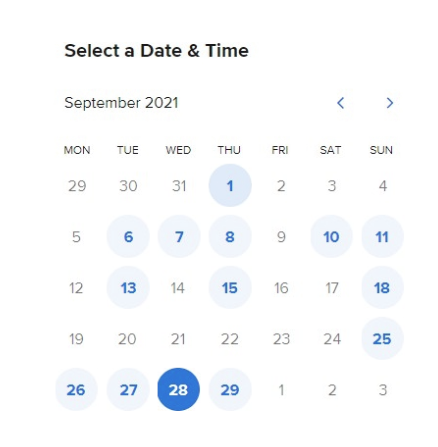 Select a Date & Time
September 2021
MON TUE WED THU FRI SAT SUN
29 30 31 1 2 3 4
5 6 7 8 9 10 11
12 13 14 15 16 17 18
19 20 21 22 23 24 25
26 27 28 29 1 2 3